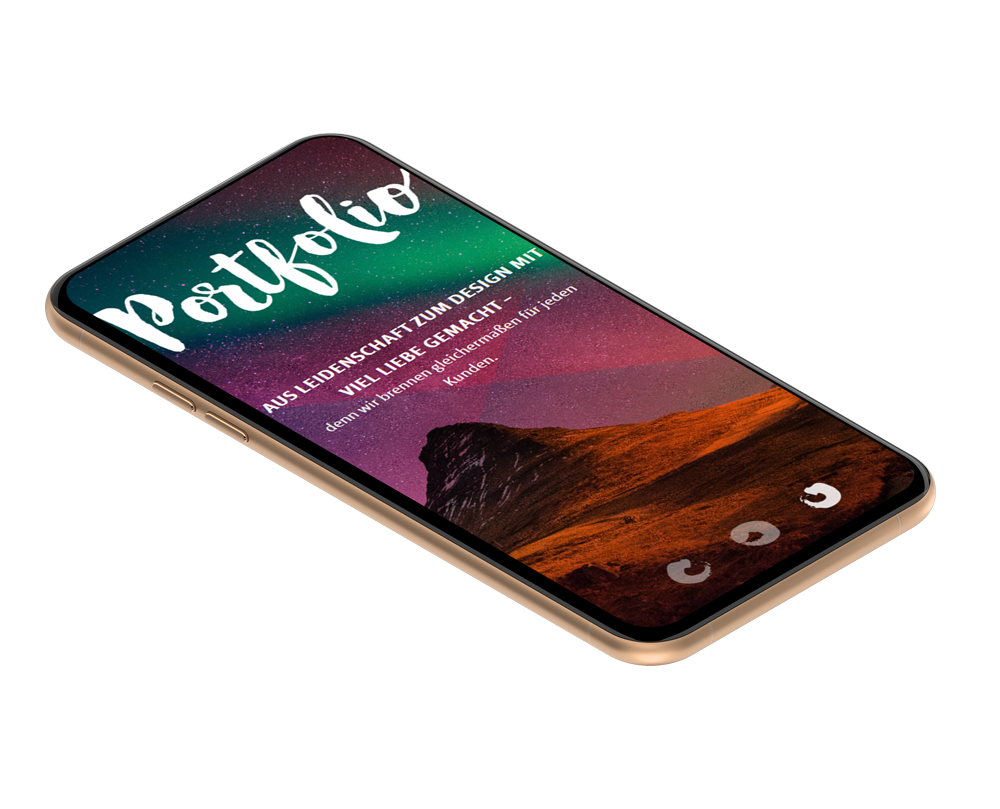 Portfolio
AUS LEIDENSCHAFT ZUM DESIGN MIT
VIEL LIEBE GEMACHT –
denn wir brennen gleichermaßen für jeden
Kunden.